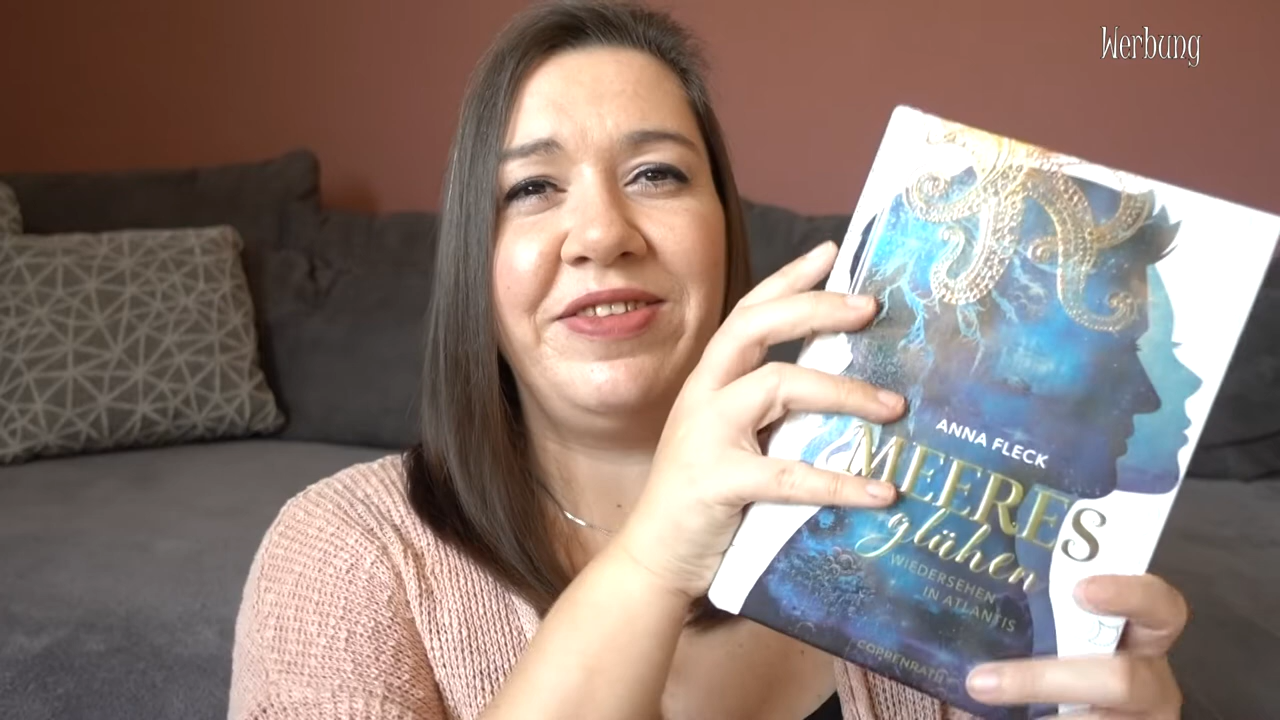 Werbung
ANNA FLECK
MEERES
glühen
WIEDERSEHEN
IN ATLANTIS
COPPENRATH